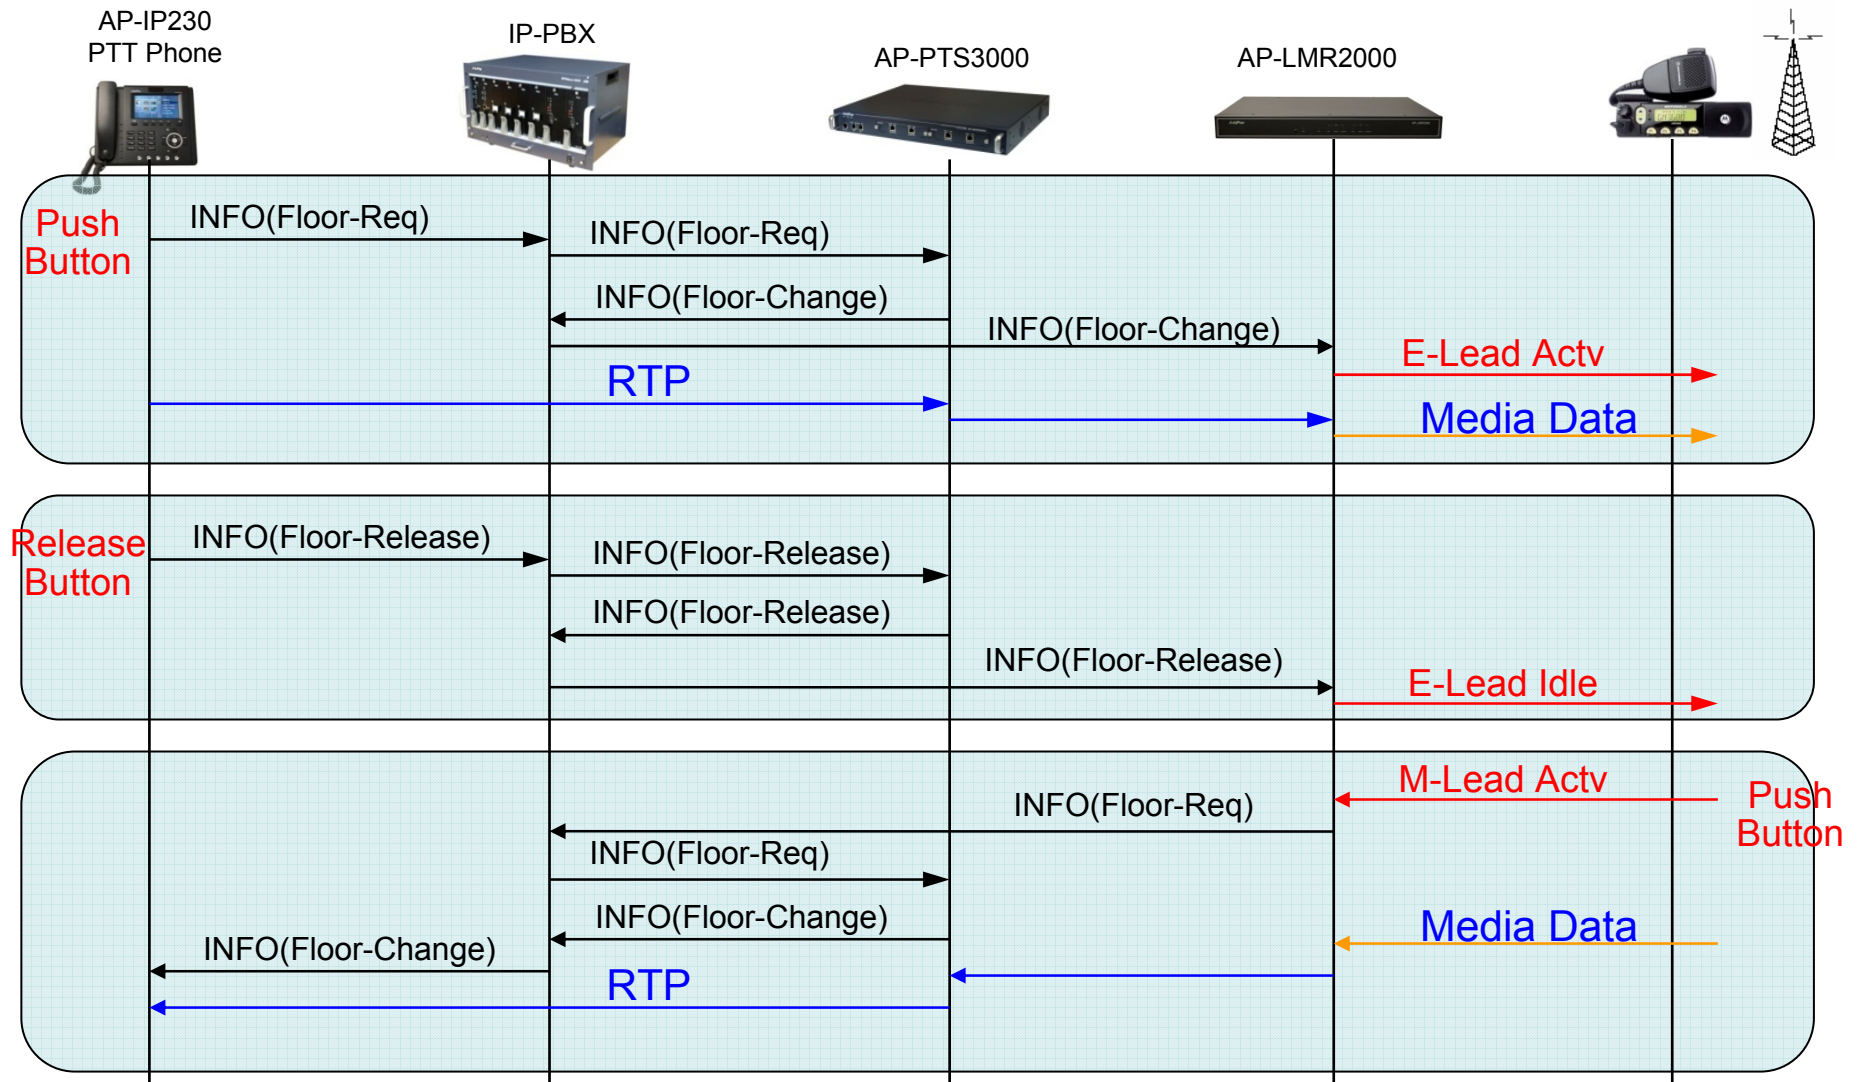 AP-IP230
PTT Phone
IP-PBX
AP-PTS3000
AP-LMR2000
Push
Button
INFO(Floor-Req)
INFO(Floor-Req)
INFO(Floor-Change)
INFO(Floor-Change)
E-Lead Actv
RTP
Media Data
Release
Button
INFO(Floor-Release)
INFO(Floor-Release)
INFO(Floor-Release)
INFO(Floor-Release)
E-Lead Idle
M-Lead Actv
Push
Button
INFO(Floor-Req)
INFO(Floor-Req)
INFO(Floor-Change)
Media Data
INFO(Floor-Change)
RTP